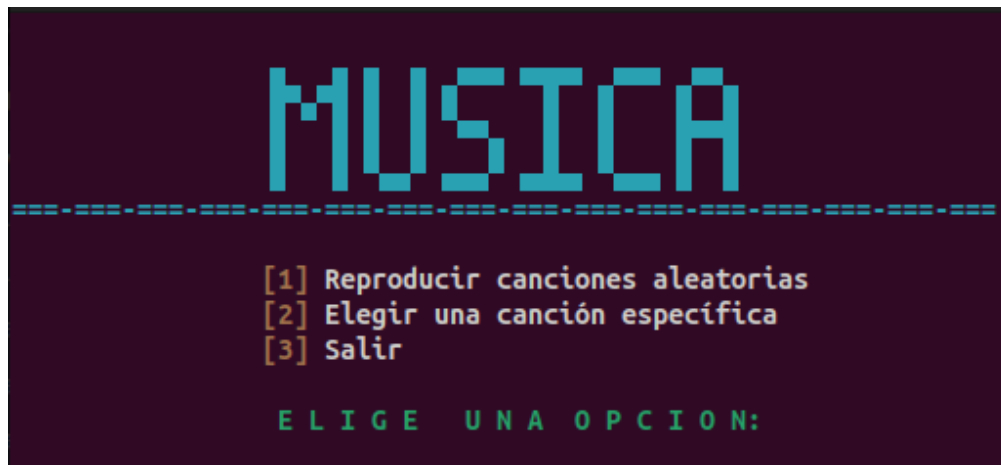 MUSICA
===-===-===-===-===-===-===-===-===-===-===-===-===-===-===-===
[1] Reproducir canciones aleatorias
[2] Elegir una canción específica
[3] Salir
E L I G E   U N A  O P C I O N: